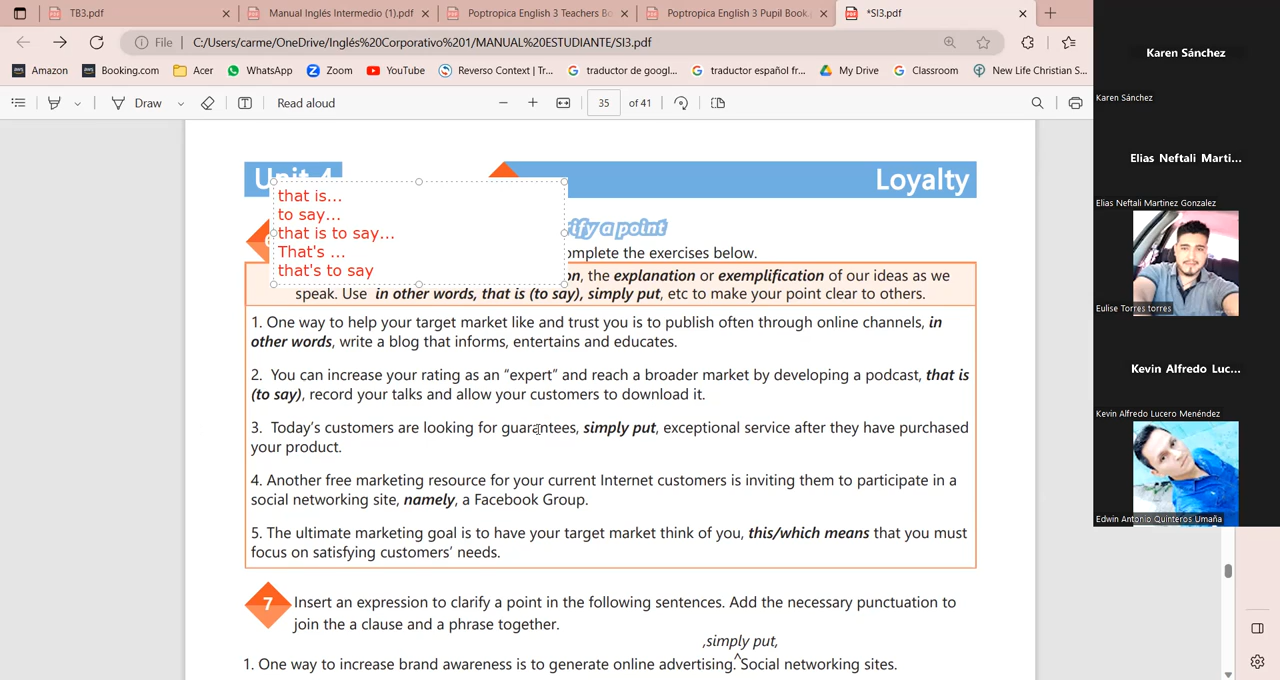 TB3.pdf
Manual Inglés Intermedio (1).pdf
Poptropica English 3 Teachers Bo
Poptropica English 3 Pupil Book
*SI3.pdf
File C:/Users/carme/OneDrive/Inglés%20Corporativo%201/MANUAL%20ESTUDIANTE/SI3.pdf
Amazon Booking.com Acer WhatsApp Zoom YouTube Reverso Context | Tr... traductor de googl... traductor español fr... My Drive Classroom New Life Christian S...
Draw Read aloud 35 of 41
Unit 4 Loyalty
that is...
to say...
that is to say...
That's ...
that's to say
ify a point
omplete the exercises below.
on, the explanation or exemplification of our ideas as we
speak. Use in other words, that is (to say), simply put, etc to make your point clear to others.
1. One way to help your target market like and trust you is to publish often through online channels, in
other words, write a blog that informs, entertains and educates.
2. You can increase your rating as an “expert” and reach a broader market by developing a podcast, that is
(to say), record your talks and allow your customers to download it.
3. Today’s customers are looking for guarantees, simply put, exceptional service after they have purchased
your product.
4. Another free marketing resource for your current Internet customers is inviting them to participate in a
social networking site, namely, a Facebook Group.
5. The ultimate marketing goal is to have your target market think of you, this/which means that you must
focus on satisfying customers’ needs.
7 Insert an expression to clarify a point in the following sentences. Add the necessary punctuation to
join the a clause and a phrase together.
,simply put,
1. One way to increase brand awareness is to generate online advertising.^Social networking sites.
Karen Sánchez
Karen Sánchez
Elias Neftali Marti...
Elias Neftali Martinez Gonzalez
Eulise Torres torres
Kevin Alfredo Luc...
Kevin Alfredo Lucero Menéndez
Edwin Antonio Quinteros Umaña